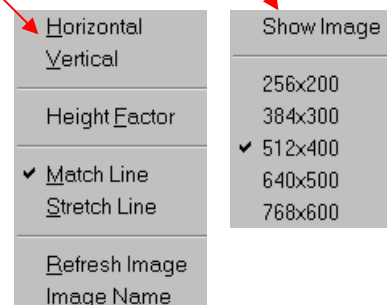 Horizontal
Vertical
Height Factor
✔ Match Line
Stretch Line
Refresh Image
Image Name
Show Image
256x200
384x300
✔ 512x400
640x500
768x600